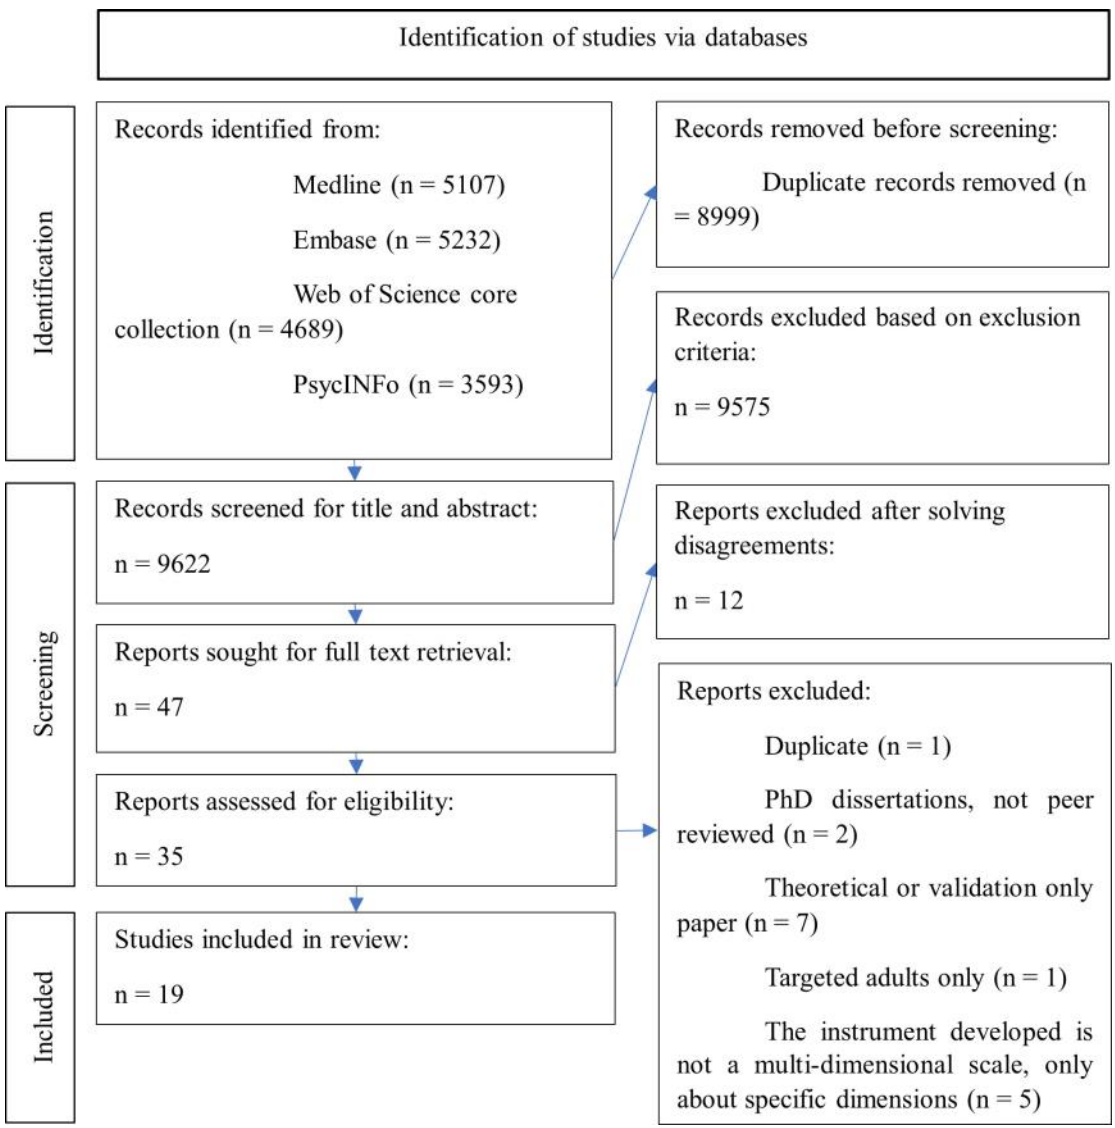 Identification of studies via databases
Identification
Records identified from:
Medline (n = 5107)
Embase (n = 5232)
Web of Science core
collection (n = 4689)
PsycINFo (n = 3593)
Records removed before screening:
Duplicate records removed (n
= 8999)
Records excluded based on exclusion
criteria:
n = 9575
Screening
Records screened for title and abstract:
n = 9622
Reports excluded after solving
disagreements:
n = 12
Reports sought for full text retrieval:
n = 47
Reports assessed for eligibility:
n = 35
Reports excluded:
Duplicate (n = 1)
PhD dissertations, not peer
reviewed (n = 2)
Theoretical or validation only
paper (n = 7)
Targeted adults only (n = 1)
The instrument developed is
not a multi-dimensional scale, only
about specific dimensions (n = 5)
Included
Studies included in review:
n = 19